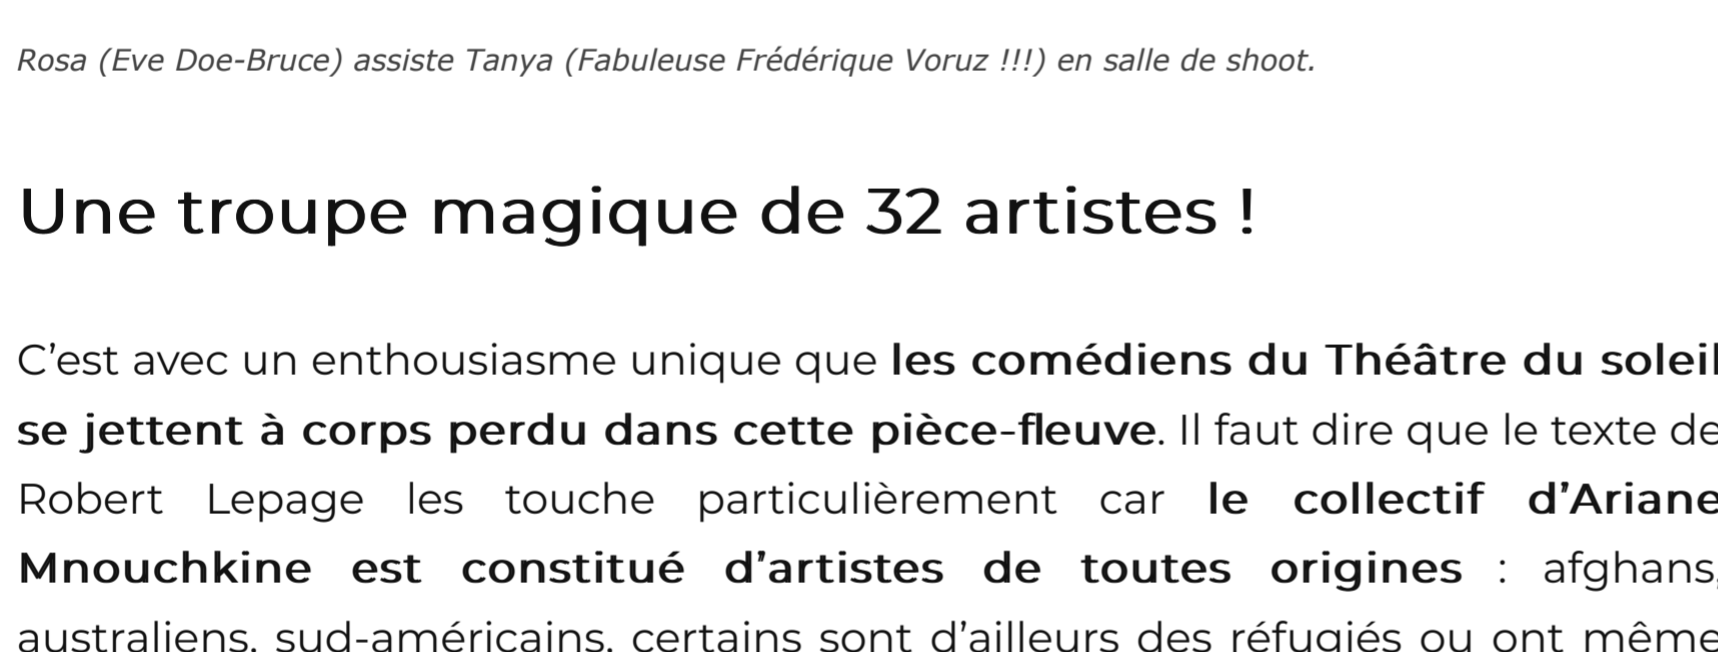 Rosa (Eve Doe-Bruce) assiste Tanya (Fabuleuse Frédérique Voruz !!!) en salle de shoot.
Une troupe magique de 32 artistes !
C’est avec un enthousiasme unique que les comédiens du Théâtre du soleil
se jettent à corps perdu dans cette pièce-fleuve. Il faut dire que le texte de
Robert Lepage les touche particulièrement car le collectif d’Ariane
Mnouchkine est constitué d’artistes de toutes origines : afghans,
australiens, sud-américains, certains sont d’ailleurs des réfugiés ou ont même